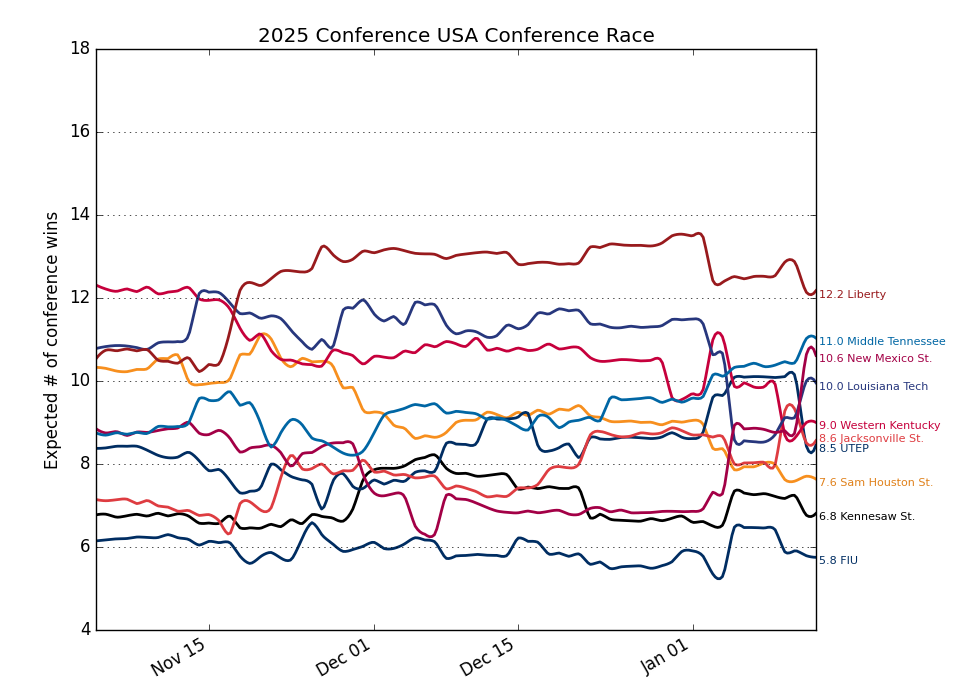 2025 Conference USA Conference Race
Expected # of conference wins
18
16
14
12
10
8
6
4
Nov 15
Dec 01
Dec 15
Jan 01
12.2 Liberty
11.0 Middle Tennessee
10.6 New Mexico St.
10.0 Louisiana Tech
9.0 Western Kentucky
8.6 Jacksonville St.
8.5 UTEP
7.6 Sam Houston St.
6.8 Kennesaw St.
5.8 FIU